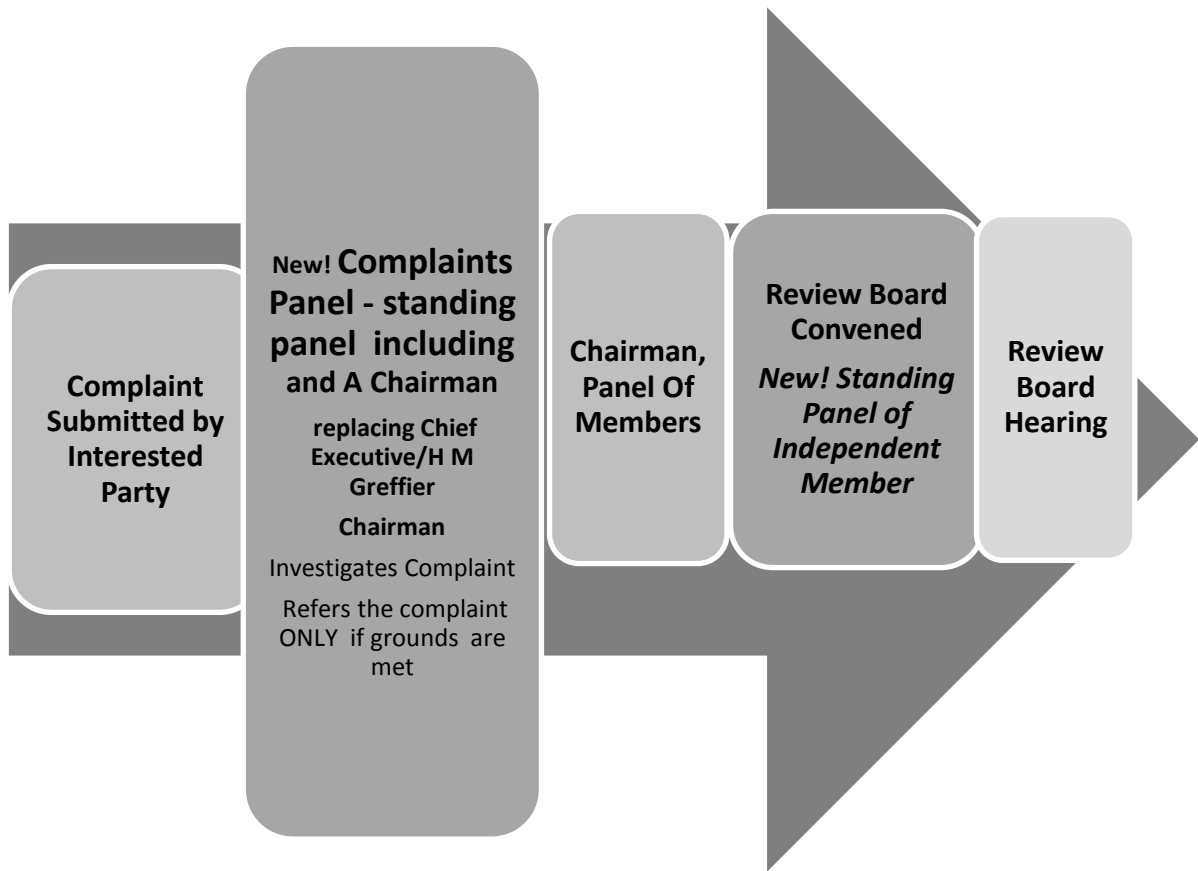 Complaint
Submitted by
Interested
Party
New! Complaints
Panel - standing
panel including
and A Chairman
replacing Chief
Executive/H M
Greffier
Chairman
Investigates Complaint
Refers the complaint
ONLY if grounds are
met
Chairman,
Panel Of
Members
Review Board
Convened
New! Standing
Panel of
Independent
Member
Review
Board
Hearing